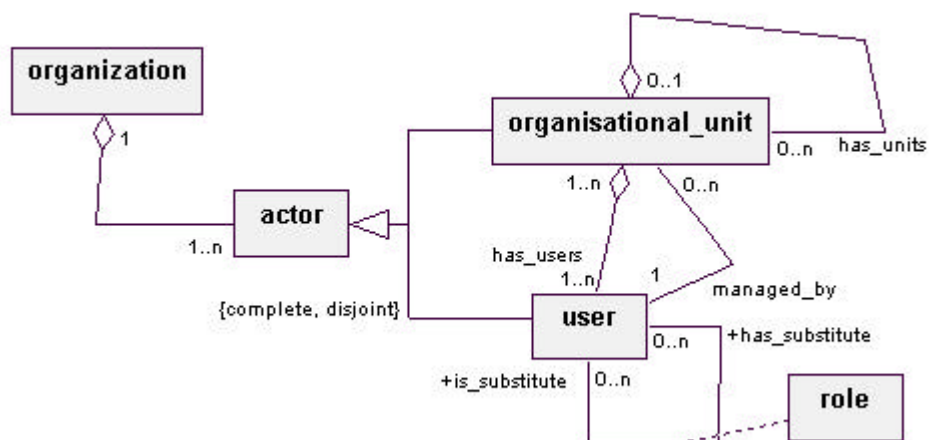 organization
1
1..n
actor
{complete, disjoint}
organisational_unit
0..1
0..n
has_units
1..n
0..n
has_users
1..n
1
managed_by
user
0..n
+has_substitute
+is_substitute
0..n
role